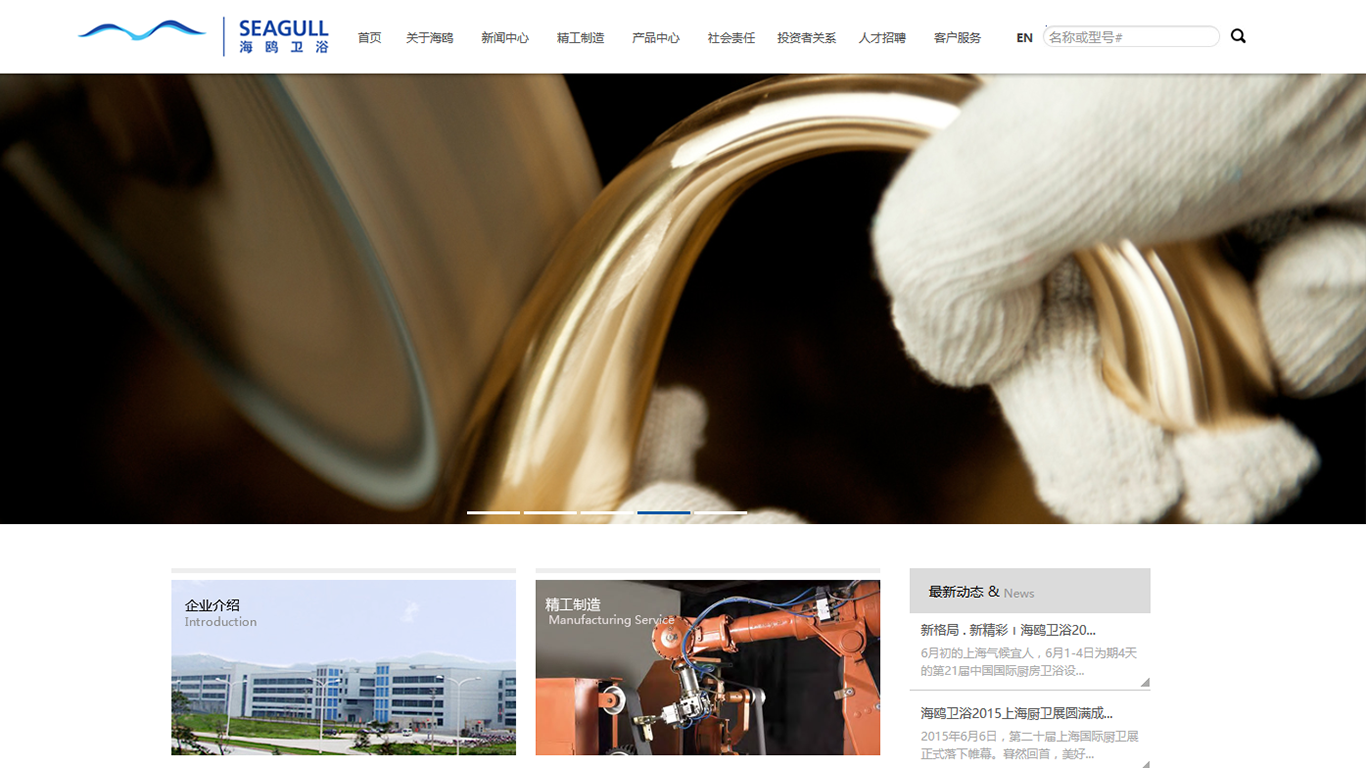 SEAGULL
海鸥卫浴
首页 关于海鸥 新闻中心 精工制造 产品中心 社会责任 投资者关系 人才招聘 客户服务 EN 名称或型号#
企业介绍
Introduction
精工制造
Manufacturing Service
最新动态 & News
新格局 . 新精彩 I 海鸥卫浴20...
6月初的上海气候宜人，6月1-4日为期4天
的第21届中国国际厨房卫浴设...
海鸥卫浴2015上海厨卫展圆满成...
2015年6月6日，第二十届上海国际厨卫展
正式落下帷幕。蓦然回首，美好...